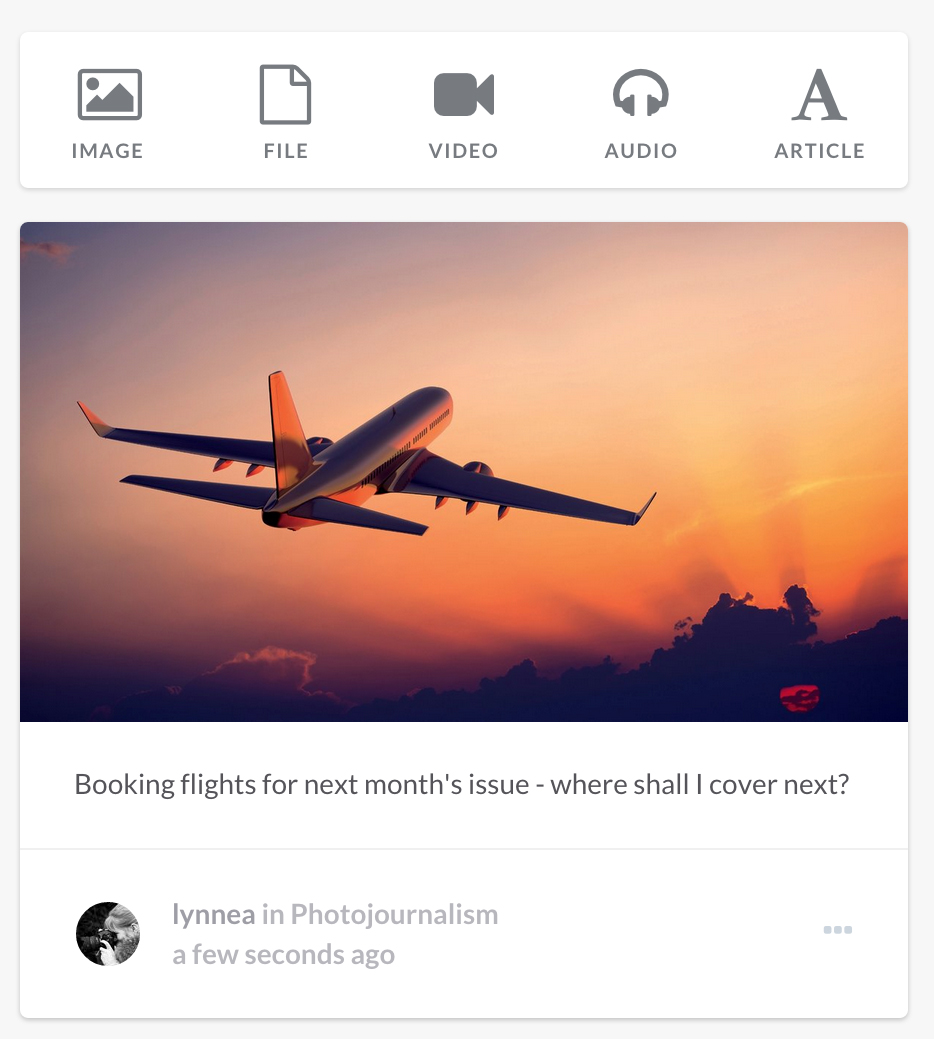 IMAGE FILE VIDEO AUDIO ARTICLE
Booking flights for next month's issue - where shall I cover next?
lynnea in Photojournalism
a few seconds ago